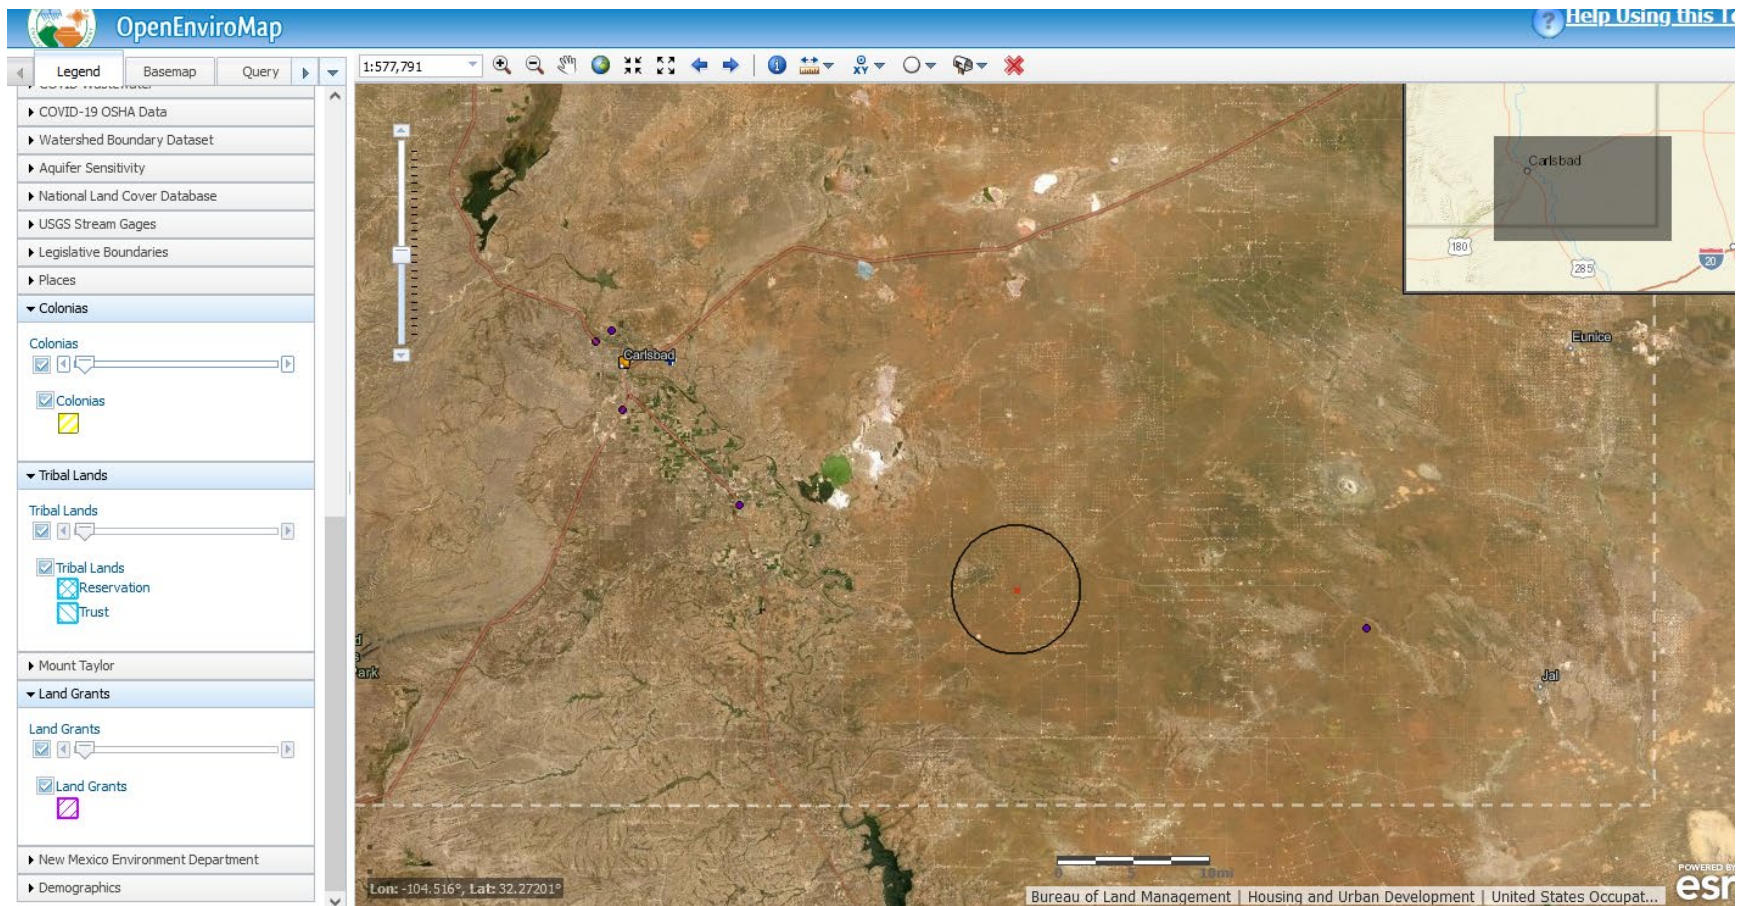 OpenEnviroMap
Help Using this
Legend
Basemap
Query
1:577,791
COVID-19 OSHA Data
Watershed Boundary Dataset
Aquifer Sensitivity
National Land Cover Database
USGS Stream Gages
Legislative Boundaries
Places
Colonias
Colonias
Colonias
Tribal Lands
Tribal Lands
Tribal Lands
Reservation
Trust
Mount Taylor
Land Grants
Land Grants
Land Grants
New Mexico Environment Department
Demographics
Carlsbad
180
285
20
Eunice
Carlsbad
Jal
ark
0 5 10mi
Lon: -104.516°, Lat: 32.27201°
Bureau of Land Management | Housing and Urban Development | United States Occupat...
POWERED BY
esri